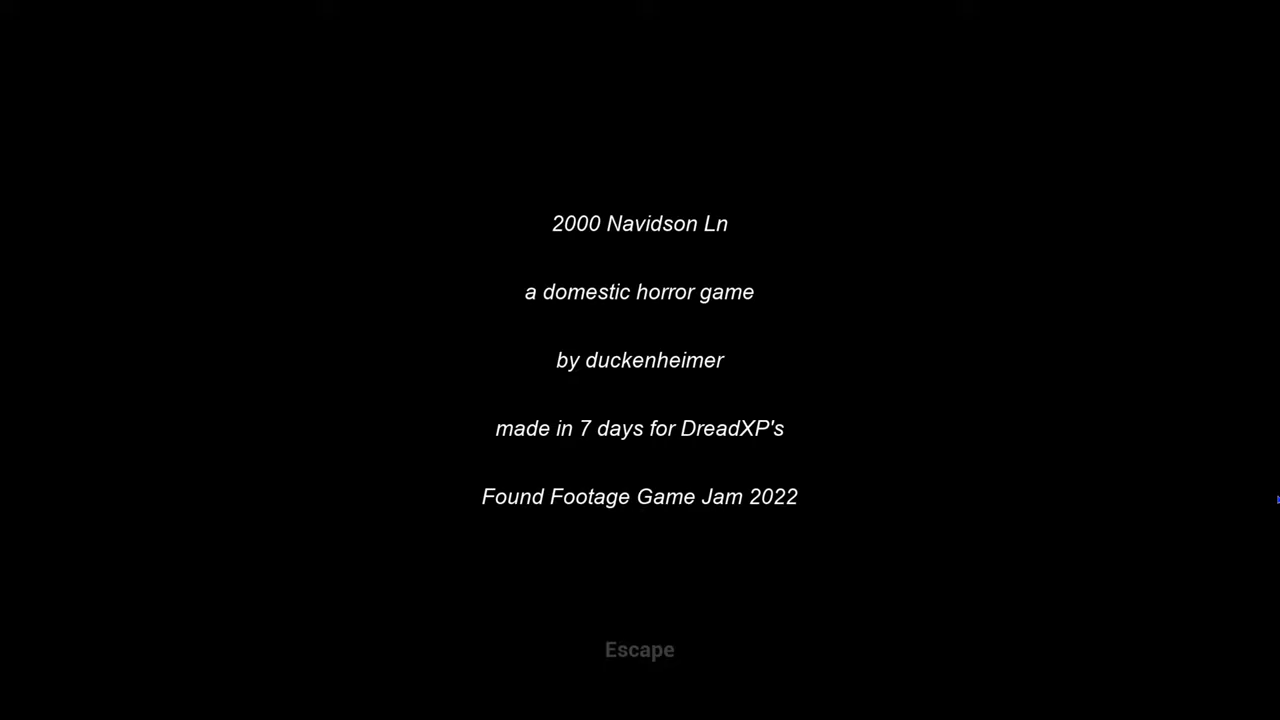 2000 Navidson Ln
a domestic horror game
by duckenheimer
made in 7 days for DreadXP's
Found Footage Game Jam 2022
Escape